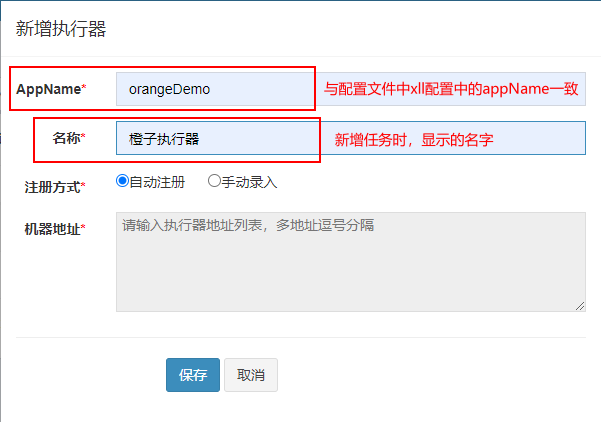 新增执行器
AppName* orangeDemo 与配置文件中xll配置中的appName一致
名称* 橙子执行器 新增任务时，显示的名字
注册方式* 自动注册 手动录入
机器地址* 请输入执行器地址列表，多地址逗号分隔
保存 取消